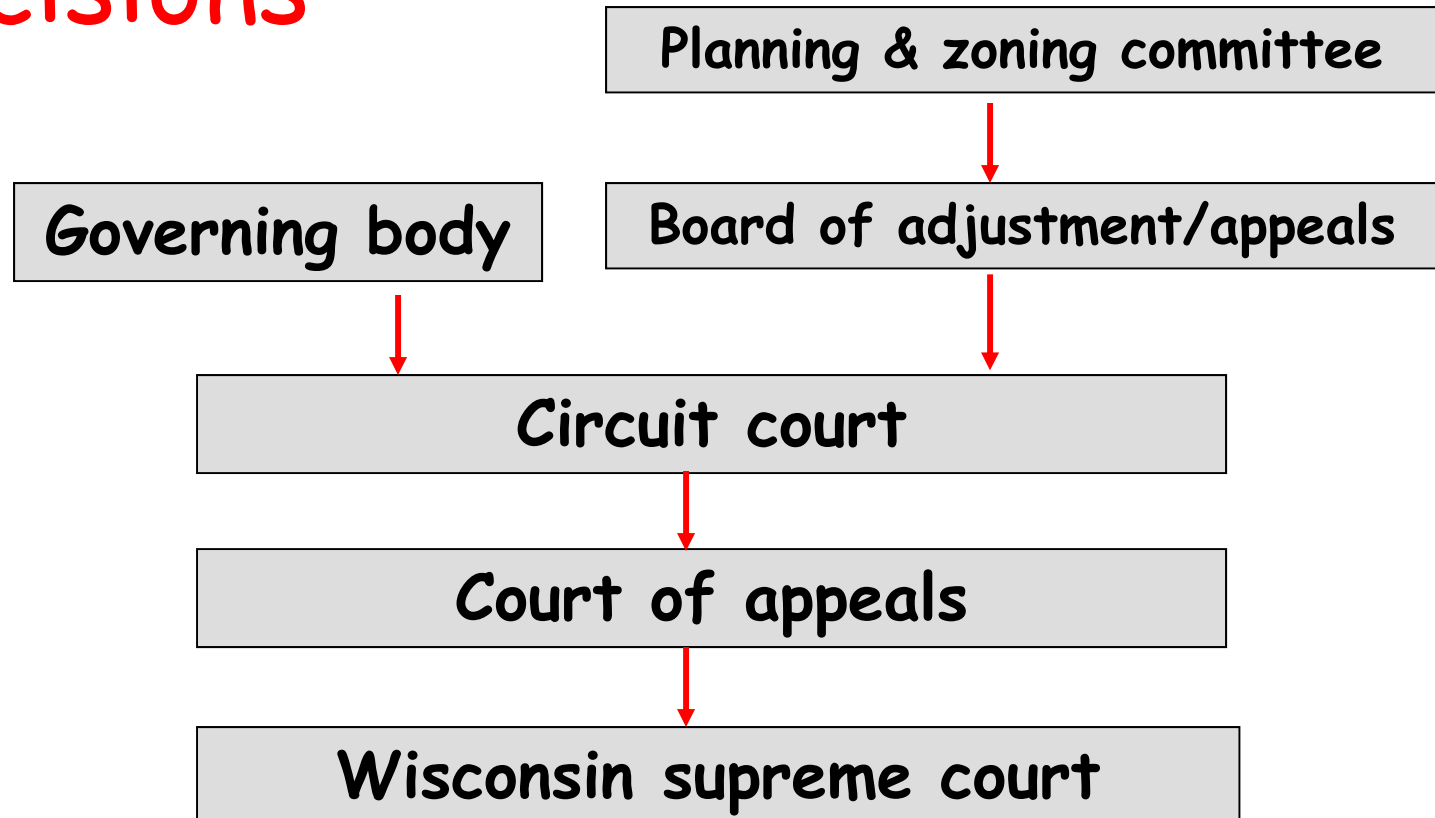 Planning & zoning committee
Governing body
Board of adjustment/appeals
Circuit court
Court of appeals
Wisconsin supreme court